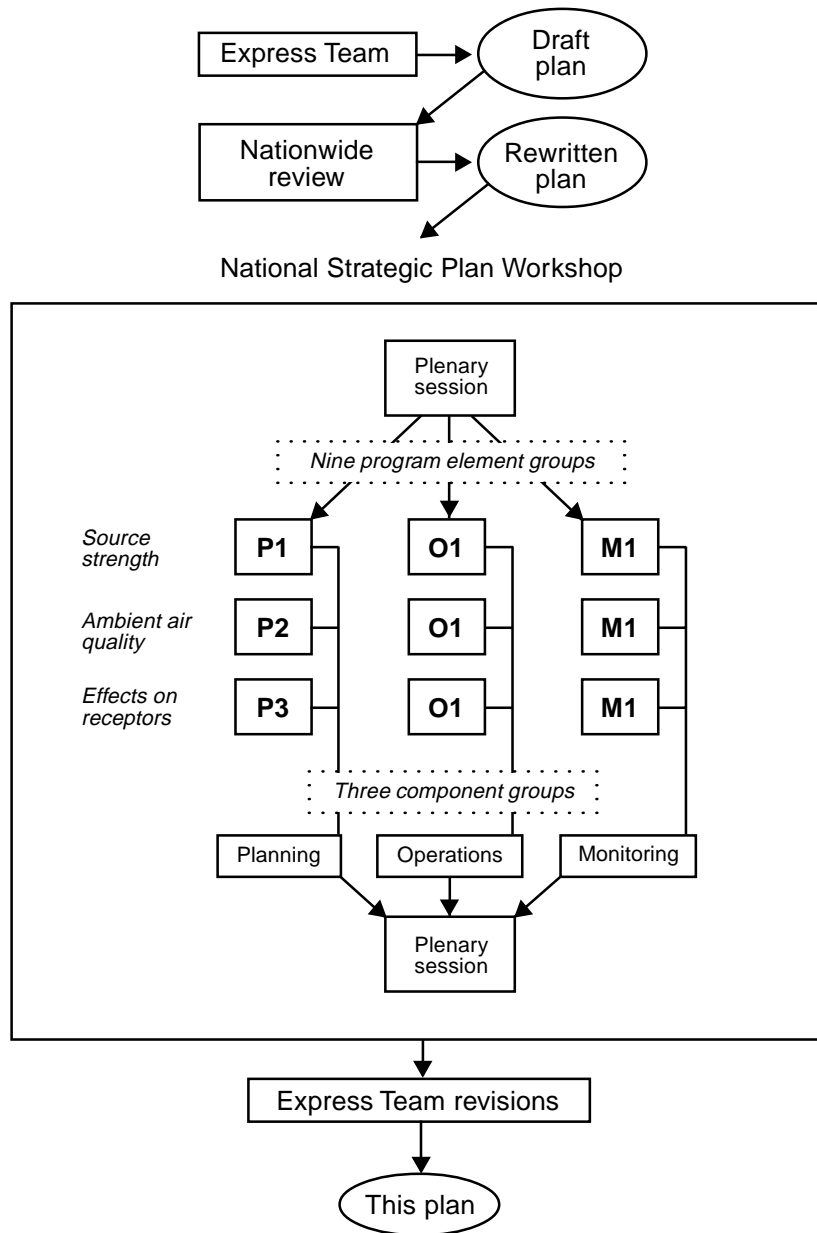 Express Team
Draft
plan
Nationwide
review
Rewritten
plan
National Strategic Plan Workshop
Plenary
session
Nine program element groups
Source
strength
P1
O1
M1
Ambient air
quality
P2
O1
M1
Effects on
receptors
P3
O1
M1
Three component groups
Planning
Operations
Monitoring
Plenary
session
Express Team revisions
This plan